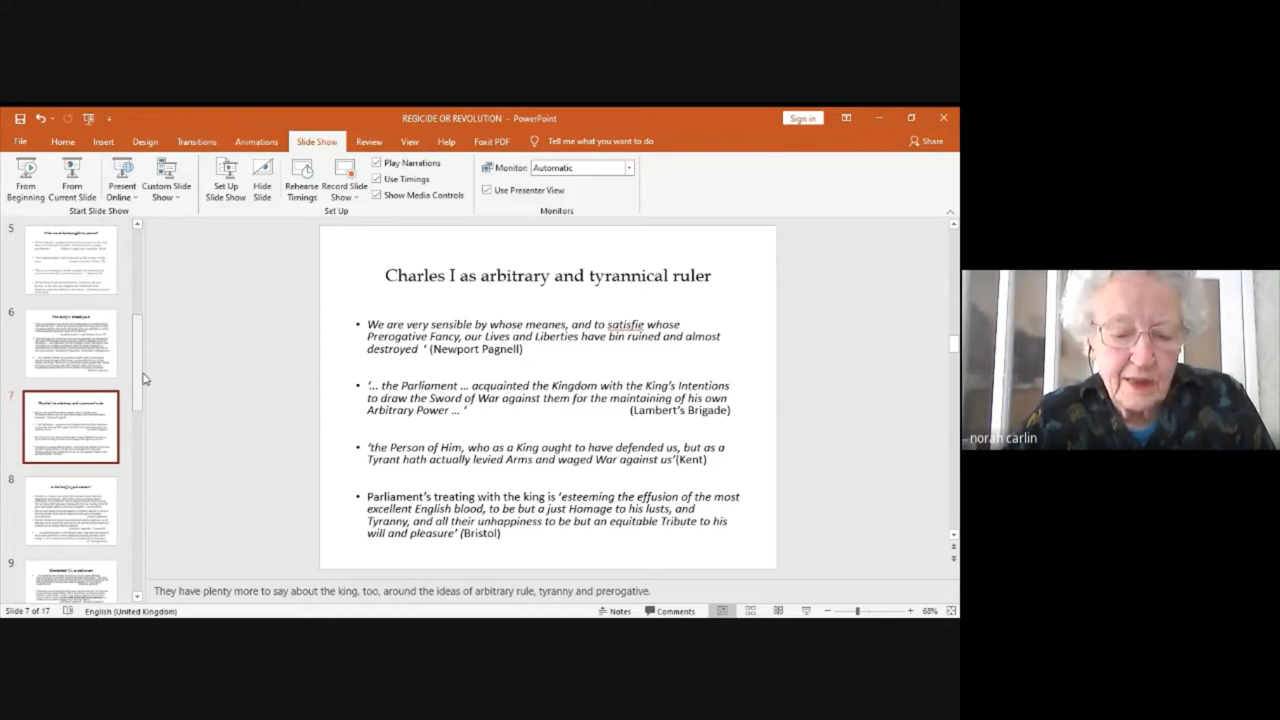 REGICIDE OR REVOLUTION - PowerPoint
Sign in
File Home Insert Design Transitions Animations Slide Show Review View Help Foxit PDF Tell me what you want to do Share
From Beginning
From Current Slide
Present Online
Custom Slide Show
Set Up Slide Show
Hide Slide
Rehearse Timings
Record Slide Show
Play Narrations
Use Timings
Show Media Controls
Monitor: Automatic
Use Presenter View
Start Slide Show
Set Up
Monitors
5
6
7
8
9
Charles I as arbitrary and tyrannical ruler
• We are very sensible by whose meanes, and to satisfie whose
Prerogative Fancy, our Lives and Liberties have bin ruined and almost
destroyed ‘ (Newport Pagnell)
• ‘… the Parliament … acquainted the Kingdom with the King’s Intentions
to draw the Sword of War against them for the maintaining of his own
Arbitrary Power … ’ (Lambert’s Brigade)
• ‘the Person of Him, who as a King ought to have defended us, but as a
Tyrant hath actually levied Arms and waged War against us’(Kent)
• Parliament’s treating with the king is ‘esteeming the effusion of the most
excellent English blood to be but a just Homage to his lusts, and
Tyranny, and all their happiness to be but an equitable Tribute to his
will and pleasure’ (Bristol)
They have plenty more to say about the king, too, around the ideas of arbitrary rule, tyranny and prerogative.
Slide 7 of 17 English (United Kingdom) Notes Comments 68%
norah carlin